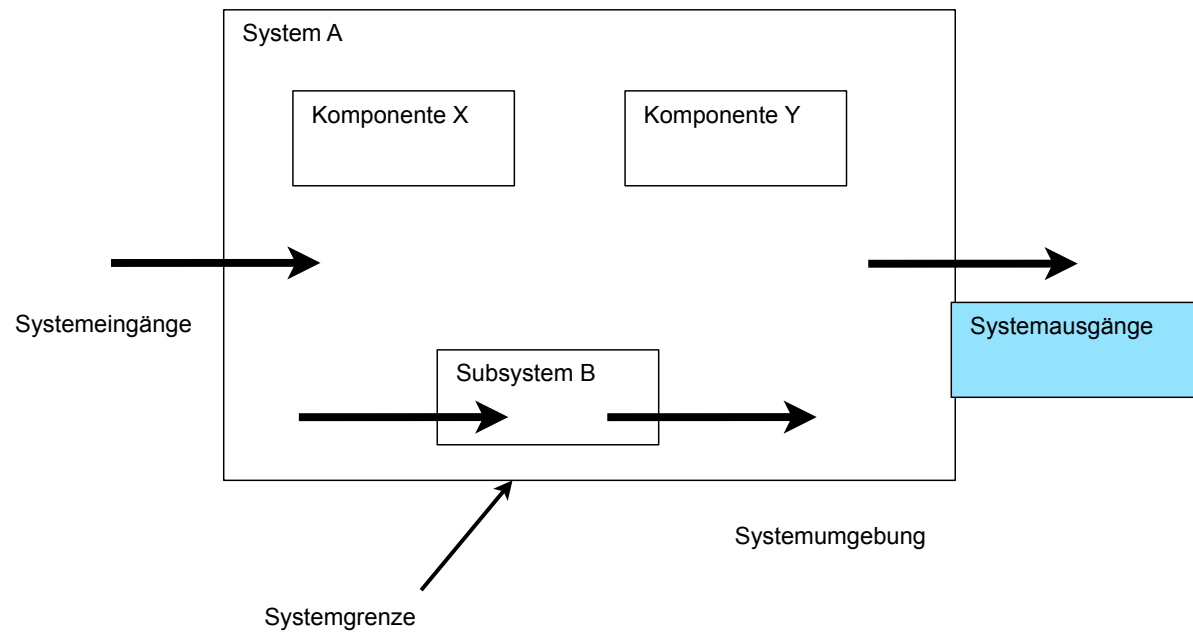 System A
Komponente X
Komponente Y
Systemeingänge
Systemausgänge
Subsystem B
Systemumgebung
Systemgrenze